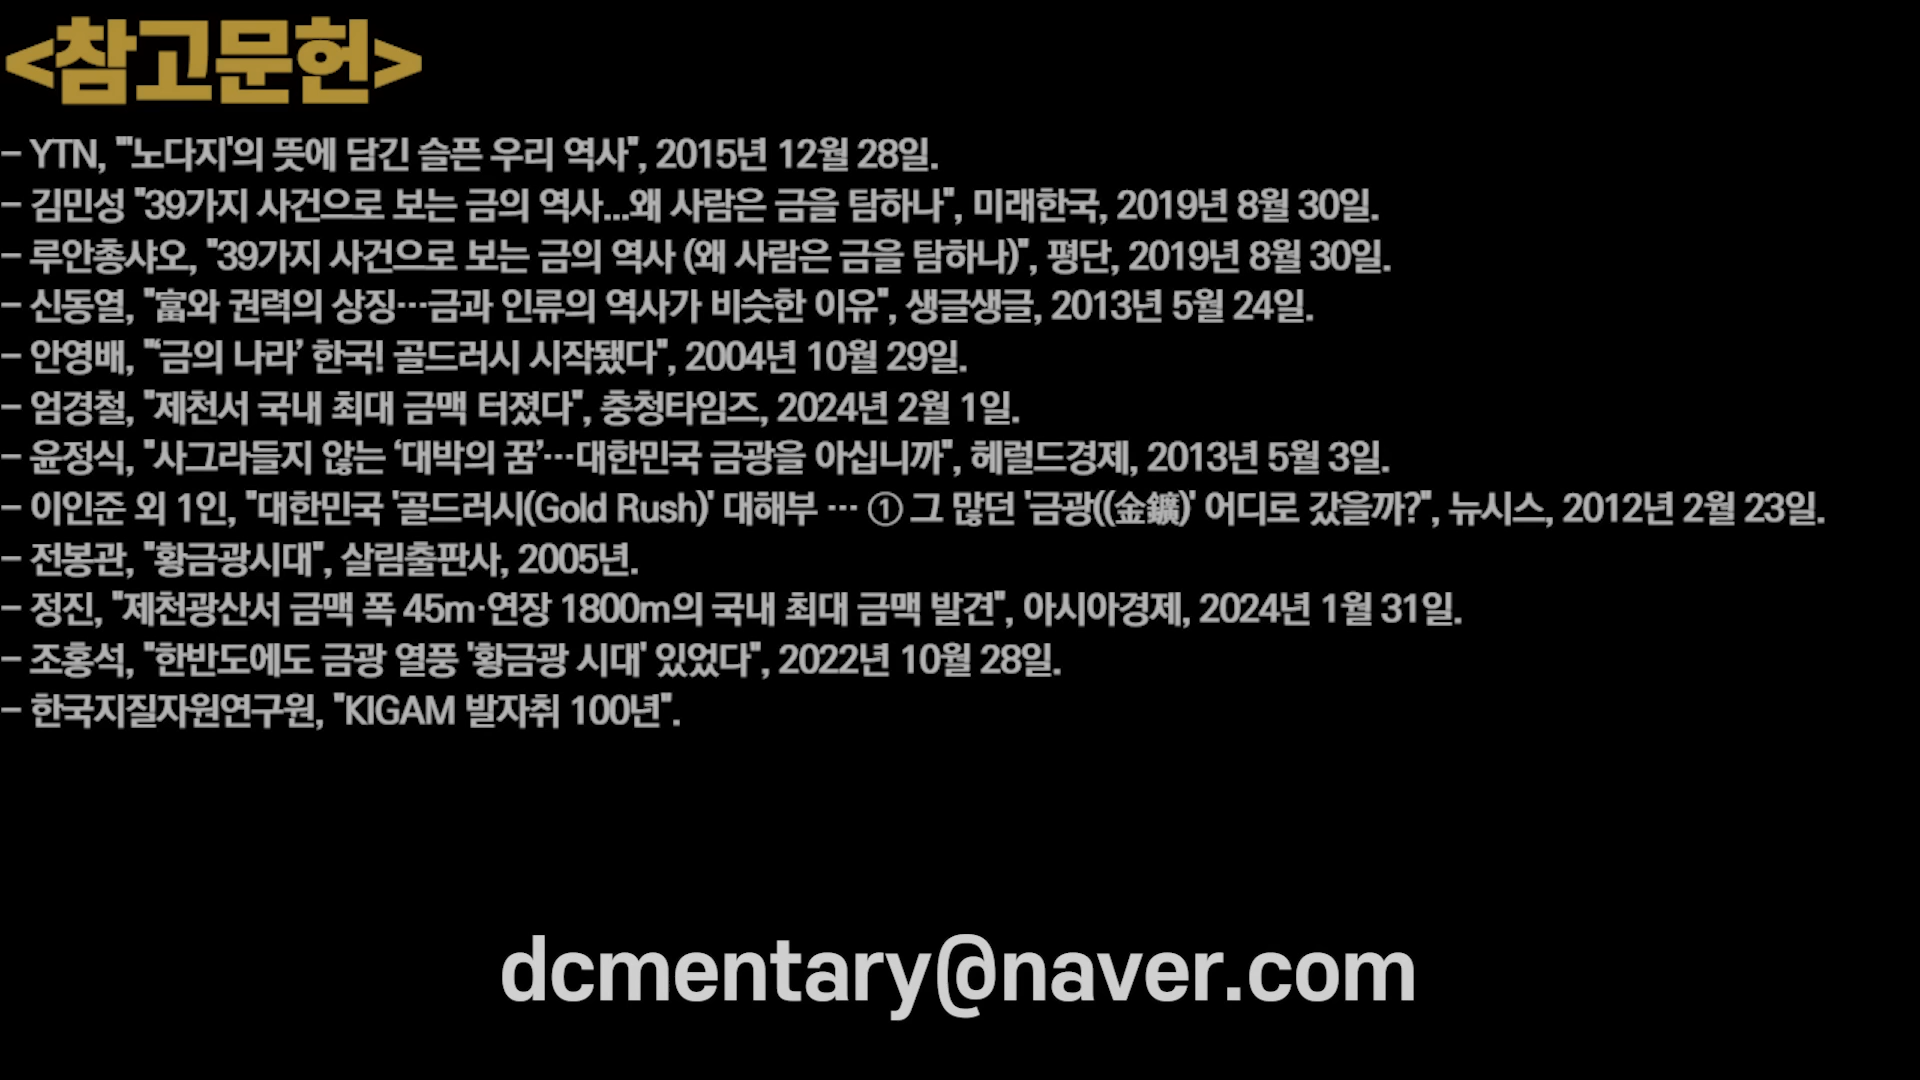 <참고문헌>
- YTN, "'노다지'의 뜻에 담긴 슬픈 우리 역사", 2015년 12월 28일.
- 김민성 "39가지 사건으로 보는 금의 역사...왜 사람은 금을 탐하나", 미래한국, 2019년 8월 30일.
- 루안총샤오, "39가지 사건으로 보는 금의 역사 (왜 사람은 금을 탐하나)", 평단, 2019년 8월 30일.
- 신동열, "富와 권력의 상징…금과 인류의 역사가 비슷한 이유", 생글생글, 2013년 5월 24일.
- 안영배, "‘금의 나라’ 한국! 골드러시 시작됐다", 2004년 10월 29일.
- 엄경철, "제천서 국내 최대 금맥 터졌다", 충청타임즈, 2024년 2월 1일.
- 윤정식, "사그라들지 않는 ‘대박의 꿈’…대한민국 금광을 아십니까", 헤럴드경제, 2013년 5월 3일.
- 이인준 외 1인, "대한민국 '골드러시(Gold Rush)' 대해부 … ① 그 많던 '금광((金鑛)' 어디로 갔을까?", 뉴시스, 2012년 2월 23일.
- 전봉관, "황금광시대", 살림출판사, 2005년.
- 정진, "제천광산서 금맥 폭 45m·연장 1800m의 국내 최대 금맥 발견", 아시아경제, 2024년 1월 31일.
- 조홍석, "한반도에도 금광 열풍 '황금광 시대' 있었다", 2022년 10월 28일.
- 한국지질자원연구원, "KIGAM 발자취 100년".
dcmentary@naver.com